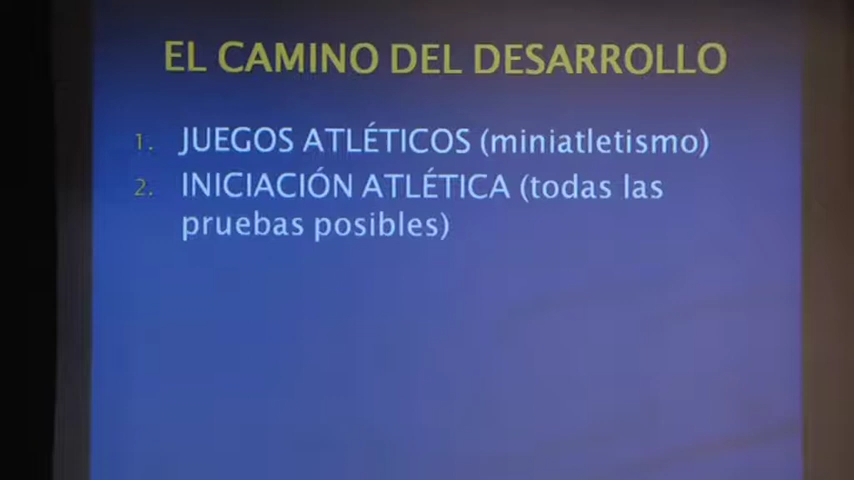 EL CAMINO DEL DESARROLLO
1. JUEGOS ATLÉTICOS (miniatletismo)
2. INICIACIÓN ATLÉTICA (todas las
pruebas posibles)